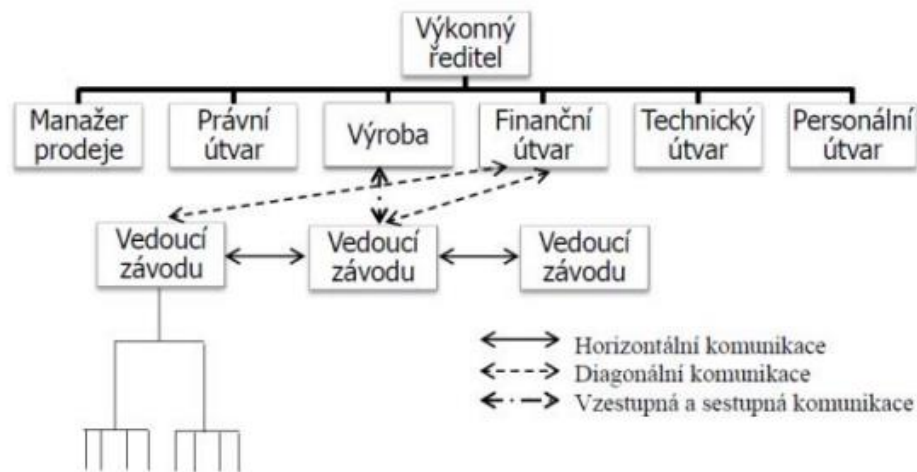 Výkonný
ředitel
Manažer
prodeje
Právní
útvar
Výroba
Finanční
útvar
Technický
útvar
Personální
útvar
Vedoucí
závodu
Vedoucí
závodu
Vedoucí
závodu
Horizontální komunikace
Diagonální komunikace
Vzestupná a sestupná komunikace